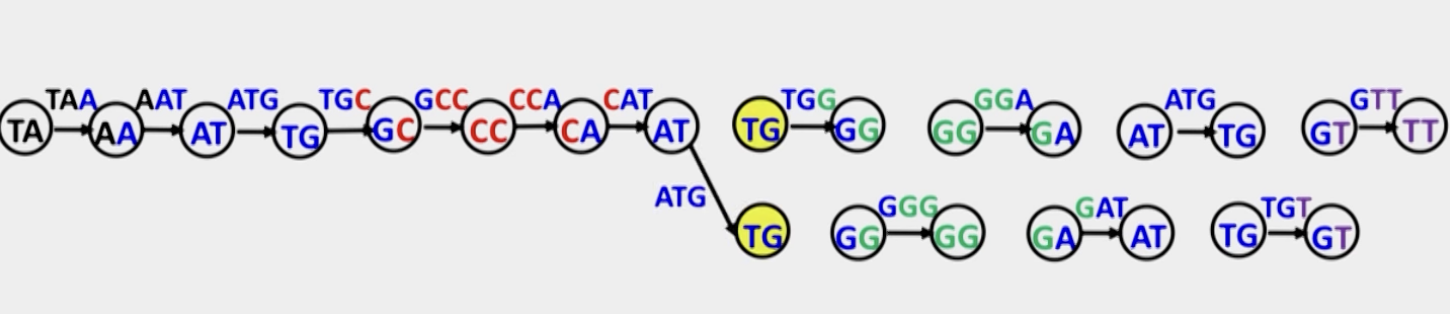 TAA AAT ATG TGC GCC CCA CAT TGG GGA ATG GTT
TA AA AT TG GC CC CA AT TG GG GG GA AT TG GT TT
ATG GGG GAT TGT
TG GG GG GA AT TG GT